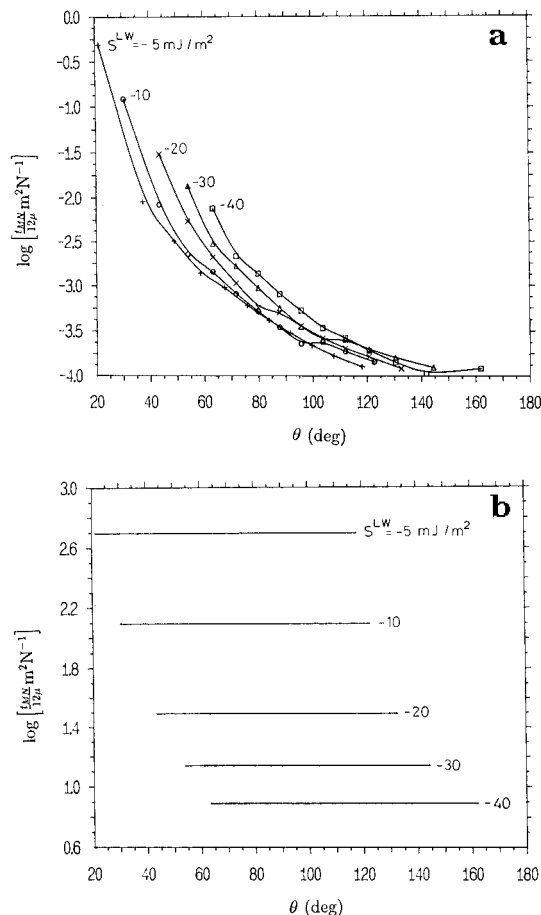 a
S^LW = -5 mJ/m²
-10
-20
-30
-40
0.0
-0.5
-1.0
-1.5
-2.0
-2.5
-3.0
-3.5
-4.0
log [t_MN/12μ m²N⁻¹]
20 40 60 80 100 120 140 160 180
θ (deg)
b
S^LW = -5 mJ/m²
-10
-20
-30
-40
3.0
2.6
2.2
1.8
1.4
1.0
0.6
log [t_MN/12μ m²N⁻¹]
20 40 60 80 100 120 140 160 180
θ (deg)